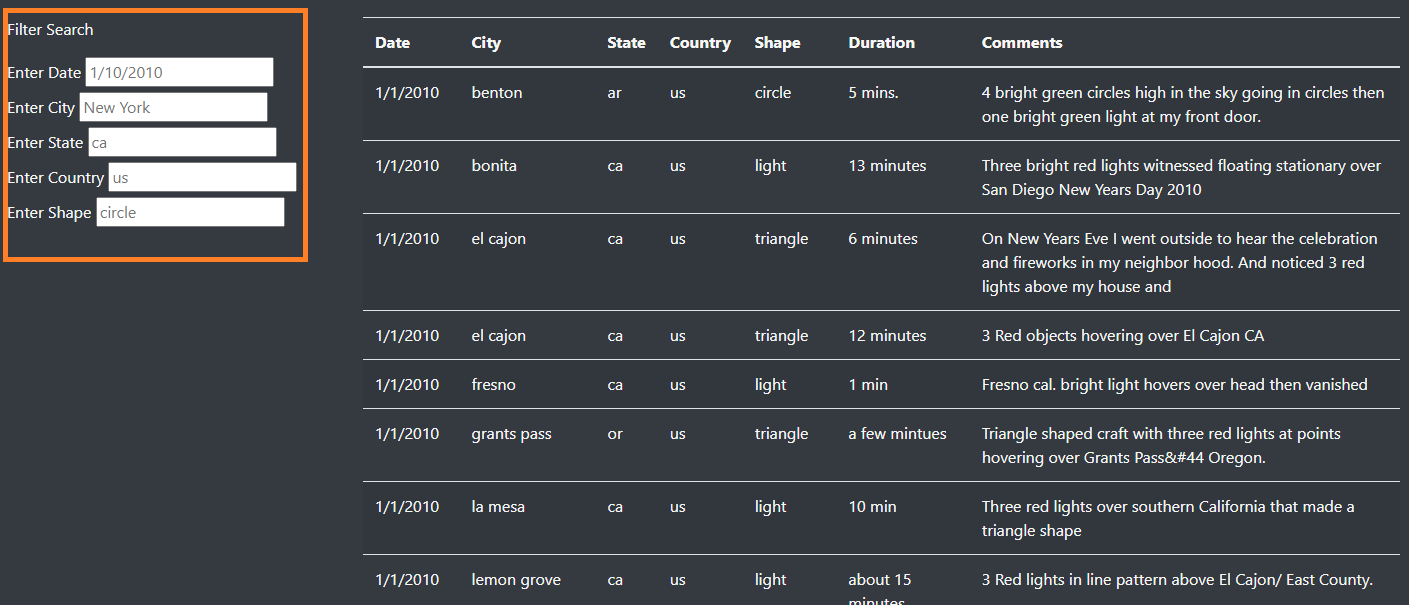 Filter Search
Enter Date 1/10/2010
Enter City New York
Enter State ca
Enter Country us
Enter Shape circle
Date City State Country Shape Duration Comments
1/1/2010 benton ar us circle 5 mins. 4 bright green circles high in the sky going in circles then
one bright green light at my front door.
1/1/2010 bonita ca us light 13 minutes Three bright red lights witnessed floating stationary over
San Diego New Years Day 2010
1/1/2010 el cajon ca us triangle 6 minutes On New Years Eve I went outside to hear the celebration
and fireworks in my neighbor hood. And noticed 3 red
lights above my house and
1/1/2010 el cajon ca us triangle 12 minutes 3 Red objects hovering over El Cajon CA
1/1/2010 fresno ca us light 1 min Fresno cal. bright light hovers over head then vanished
1/1/2010 grants pass or us triangle a few mintues Triangle shaped craft with three red lights at points
hovering over Grants Pass&#44 Oregon.
1/1/2010 la mesa ca us light 10 min Three red lights over southern California that made a
triangle shape
1/1/2010 lemon grove ca us light about 15 3 Red lights in line pattern above El Cajon/ East County.
minutes